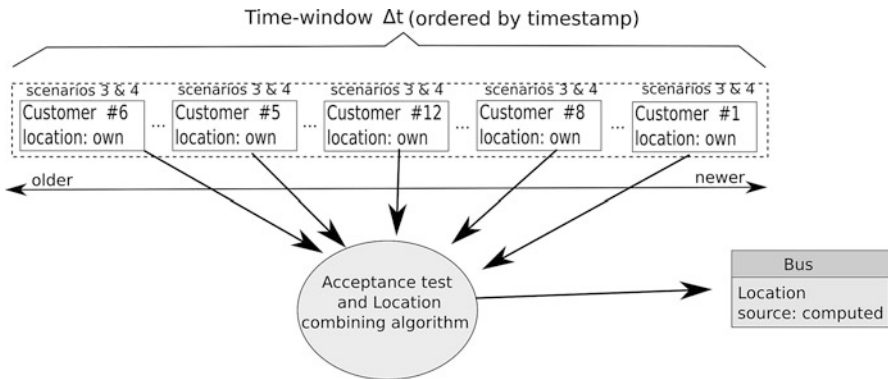 Time-window Δt (ordered by timestamp)
scenarios 3 & 4 scenarios 3 & 4 scenarios 3 & 4 scenarios 3 & 4 scenarios 3 & 4
Customer #6 ... Customer #5 ... Customer #12 ... Customer #8 ... Customer #1
location: own location: own location: own location: own location: own
older newer
Acceptance test
and Location
combining algorithm
Bus
Location
source: computed